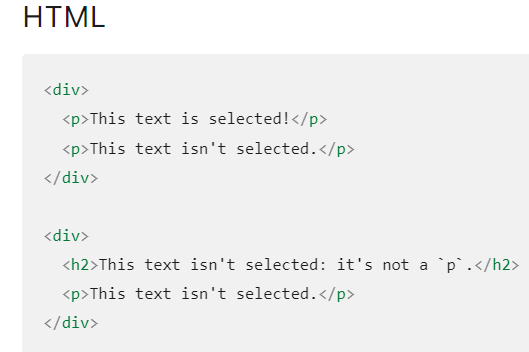 HTML
<div>
  <p>This text is selected!</p>
  <p>This text isn't selected.</p>
</div>

<div>
  <h2>This text isn't selected: it's not a `p`.</h2>
  <p>This text isn't selected.</p>
</div>